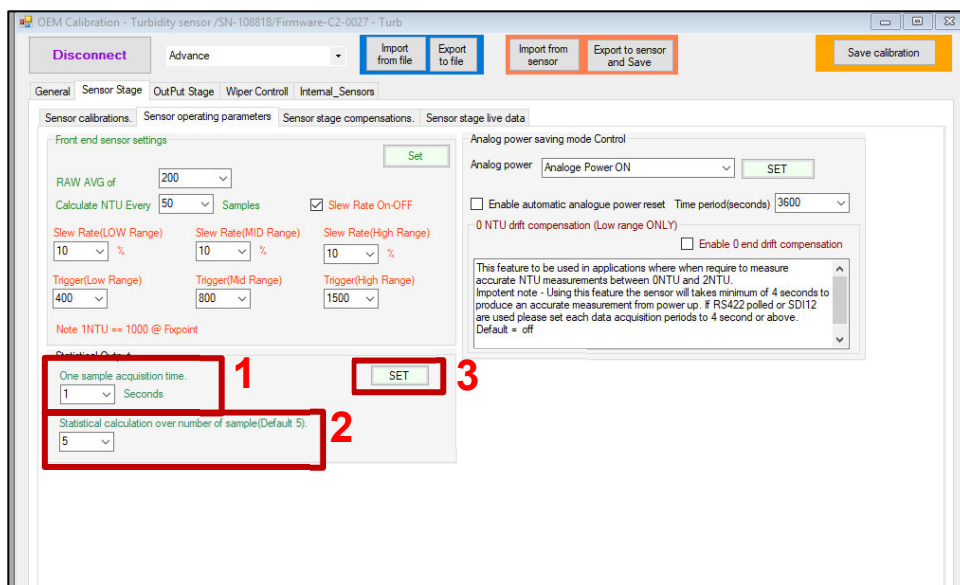 OEM Calibration - Turbidity sensor /SN-108818/Firmware-C2-0027 - Turb
Disconnect
Advance
Import from file
Export to file
Import from sensor
Export to sensor and Save
Save calibration
General
Sensor Stage
OutPut Stage
Wiper Controll
Internal_Sensors
Sensor calibrations.
Sensor operating parameters
Sensor stage compensations.
Sensor stage live data
Front end sensor settings
Set
RAW AVG of
200
Calculate NTU Every
50
Samples
Slew Rate On-OFF
Slew Rate(LOW Range)
Slew Rate(MID Range)
Slew Rate(High Range)
10
%
10
%
10
%
Trigger(Low Range)
Trigger(Mid Range)
Trigger(High Range)
400
800
1500
Note 1NTU == 1000 @ Fixpoint
Statistical Output
One sample acquisition time.
1
Seconds
1
SET
3
Statistical calculation over number of sample(Default 5).
5
2
Analog power saving mode Control
Analog power
Analoge Power ON
SET
Enable automatic analogue power reset
Time period(seconds)
3600
0 NTU drift compensation (Low range ONLY)
Enable 0 end drift compensation
This feature to be used in applications where when require to measure
accurate NTU measurements between 0NTU and 2NTU.
Impotent note - Using this feature the sensor will takes minimum of 4 seconds to
produce an accurate measurement from power up. If RS422 polled or SDI12
are used please set each data acquisition periods to 4 second or above.
Default = off